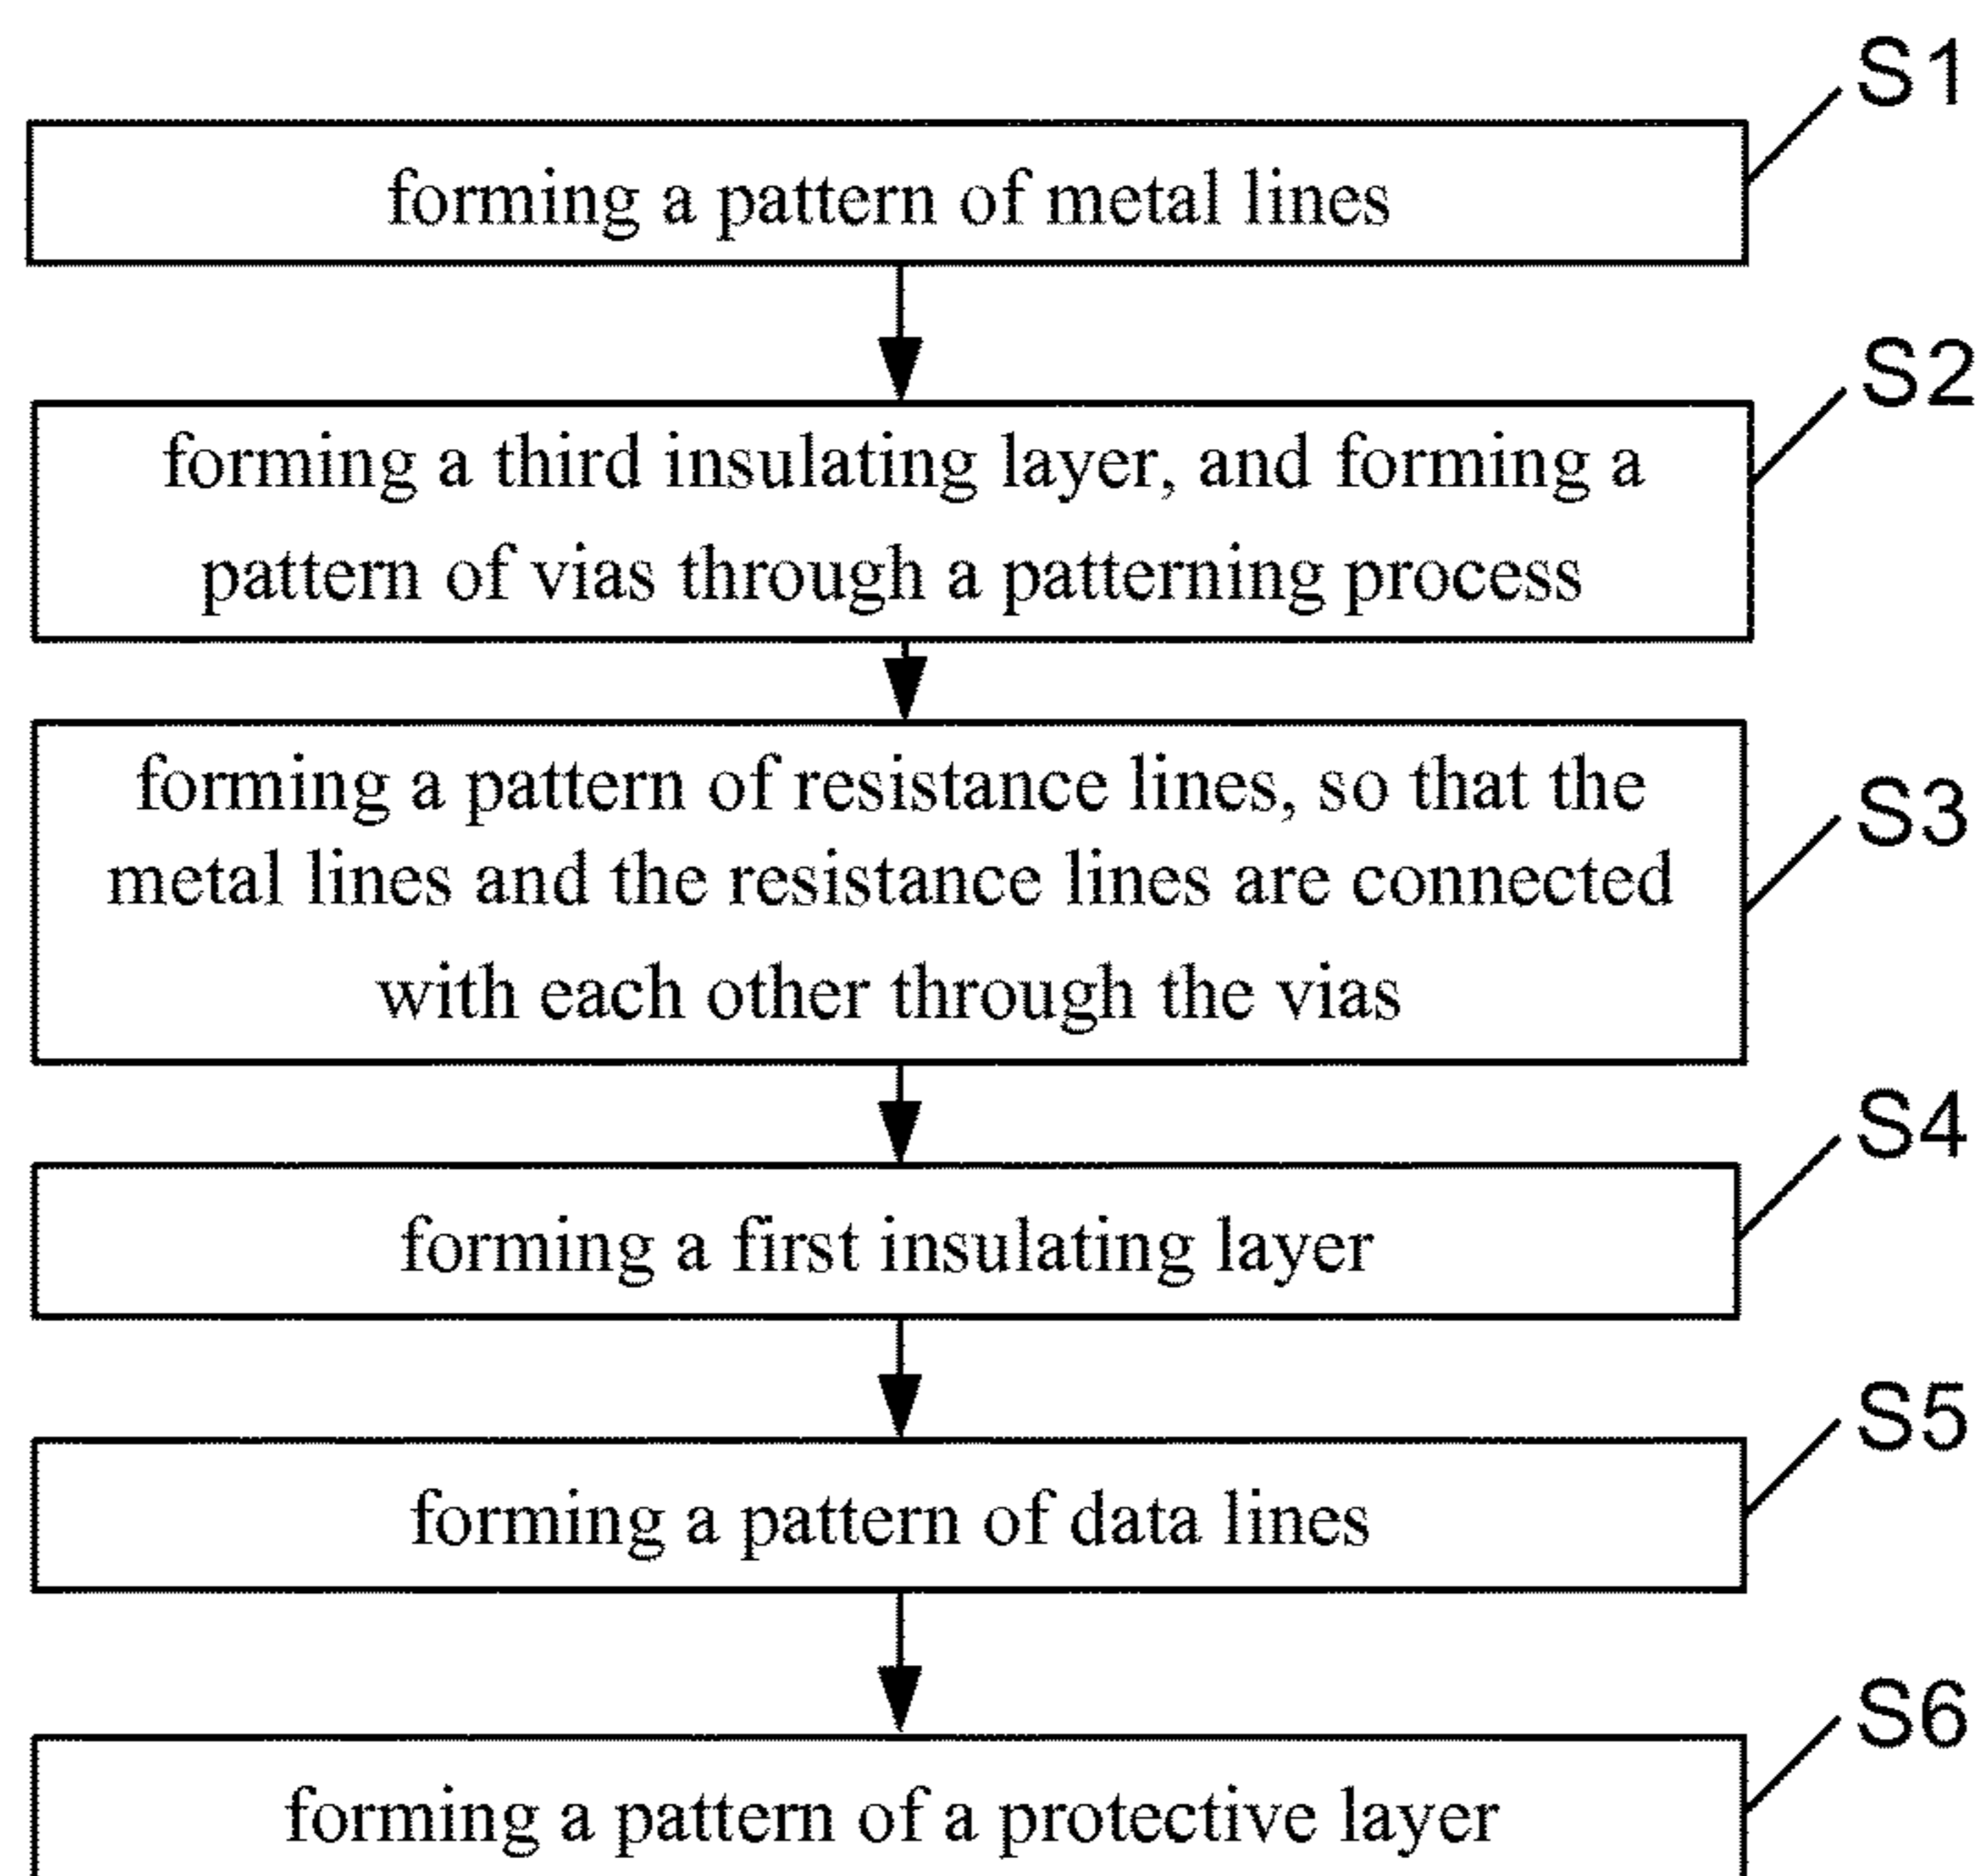 S1
forming a pattern of metal lines
S2
forming a third insulating layer, and forming a
pattern of vias through a patterning process
forming a pattern of resistance lines, so that the
S3
metal lines and the resistance lines are connected
with each other through the vias
S4
forming a first insulating layer
S5
forming a pattern of data lines
S6
forming a pattern of a protective layer